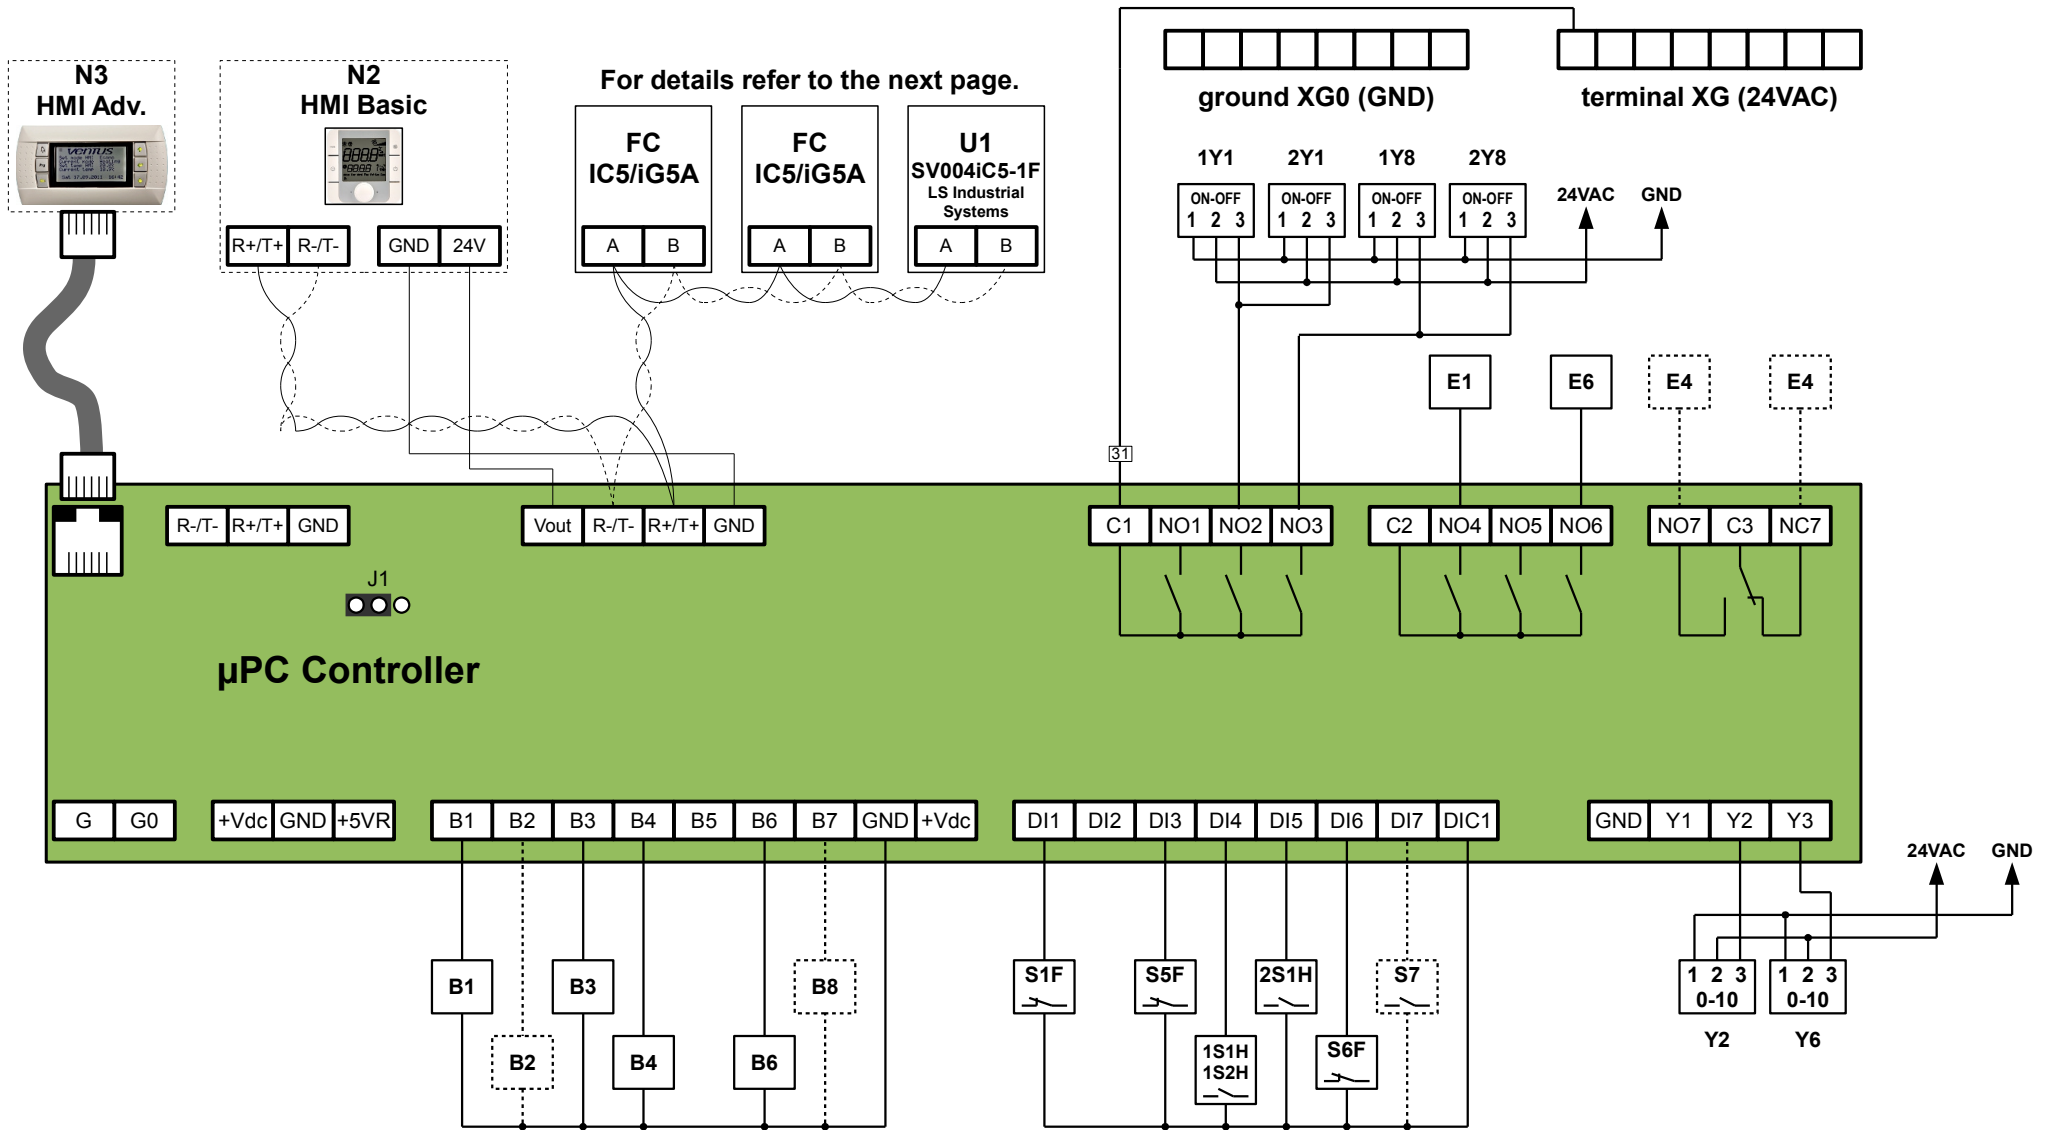 N3
HMI Adv.
VENTUS
N2
HMI Basic
R+/T+ R-/T- GND 24V
For details refer to the next page.
FC
IC5/iG5A
A B
FC
IC5/iG5A
A B
U1
SV004iC5-1F
LS Industrial
Systems
A B
ground XG0 (GND)
terminal XG (24VAC)
1Y1 2Y1 1Y8 2Y8
24VAC GND
ON-OFF ON-OFF ON-OFF ON-OFF
1 2 3 1 2 3 1 2 3 1 2 3
E1 E6 E4 E4
31
R-/T- R+/T+ GND
Vout R-/T- R+/T+ GND
C1 NO1 NO2 NO3
C2 NO4 NO5 NO6
NO7 C3 NC7
J1
µPC Controller
G G0
+Vdc GND +5VR
B1 B2 B3 B4 B5 B6 B7 GND +Vdc
DI1 DI2 DI3 DI4 DI5 DI6 DI7 DIC1
GND Y1 Y2 Y3
24VAC GND
B1 B3 B8
B2 B4 B6
S1F S5F 2S1H S7
1S1H
1S2H
S6F
1 2 3 1 2 3
0-10 0-10
Y2 Y6